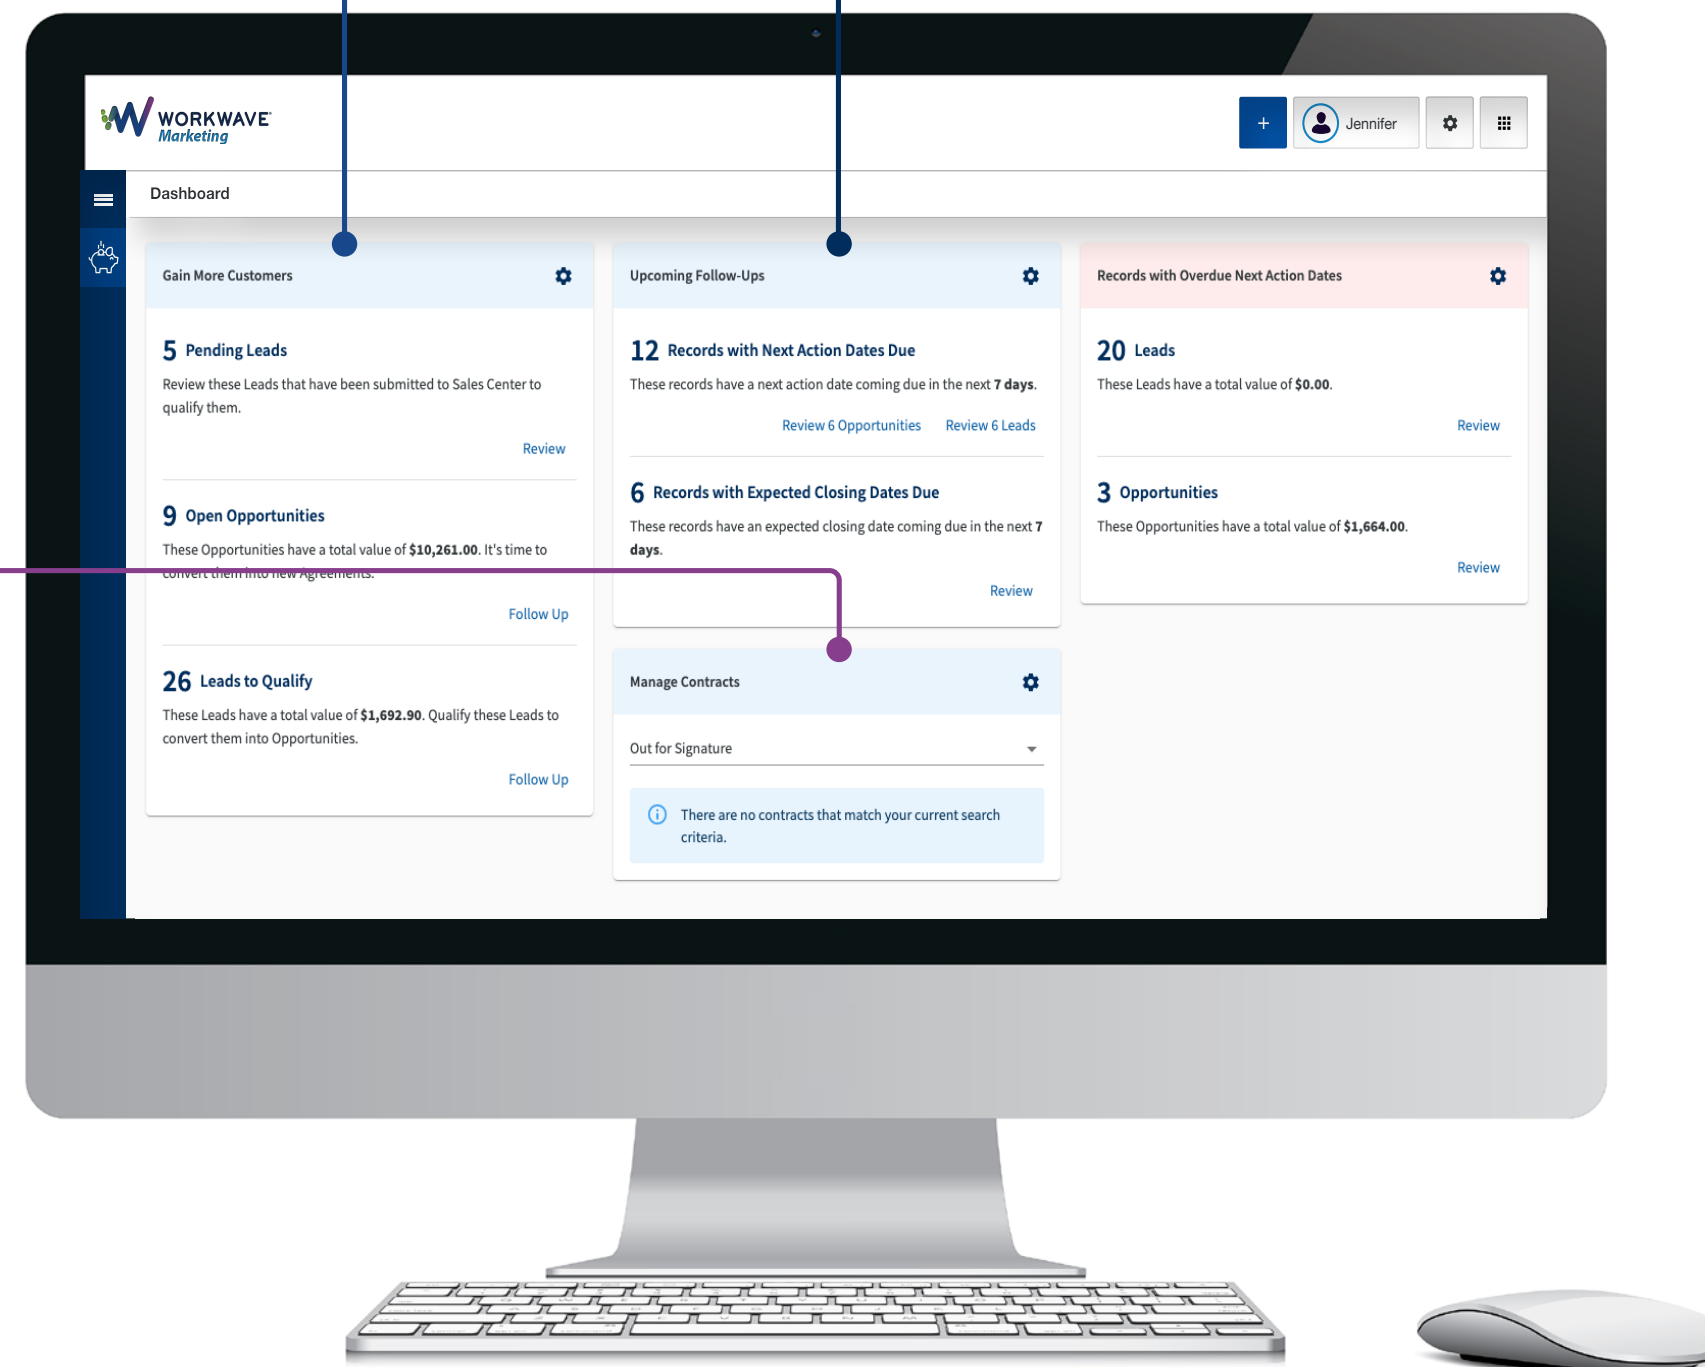 WORKWAVE
Marketing
+
Jennifer
Dashboard
Gain More Customers
5 Pending Leads
Review these Leads that have been submitted to Sales Center to
qualify them.
Review
9 Open Opportunities
These Opportunities have a total value of $10,261.00. It's time to
convert them into new Agreements.
Follow Up
26 Leads to Qualify
These Leads have a total value of $1,692.90. Qualify these Leads to
convert them into Opportunities.
Follow Up
Upcoming Follow-Ups
12 Records with Next Action Dates Due
These records have a next action date coming due in the next 7 days.
Review 6 Opportunities Review 6 Leads
6 Records with Expected Closing Dates Due
These records have an expected closing date coming due in the next 7
days.
Review
Manage Contracts
Out for Signature
There are no contracts that match your current search
criteria.
Records with Overdue Next Action Dates
20 Leads
These Leads have a total value of $0.00.
Review
3 Opportunities
These Opportunities have a total value of $1,664.00.
Review